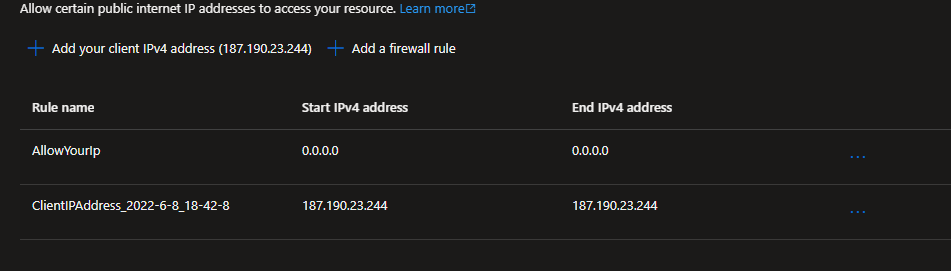 Allow certain public internet IP addresses to access your resource. Learn more
Add your client IPv4 address (187.190.23.244) Add a firewall rule
Rule name Start IPv4 address End IPv4 address
AllowYourIp 0.0.0.0 0.0.0.0 ...
ClientIPAddress_2022-6-8_18-42-8 187.190.23.244 187.190.23.244 ...